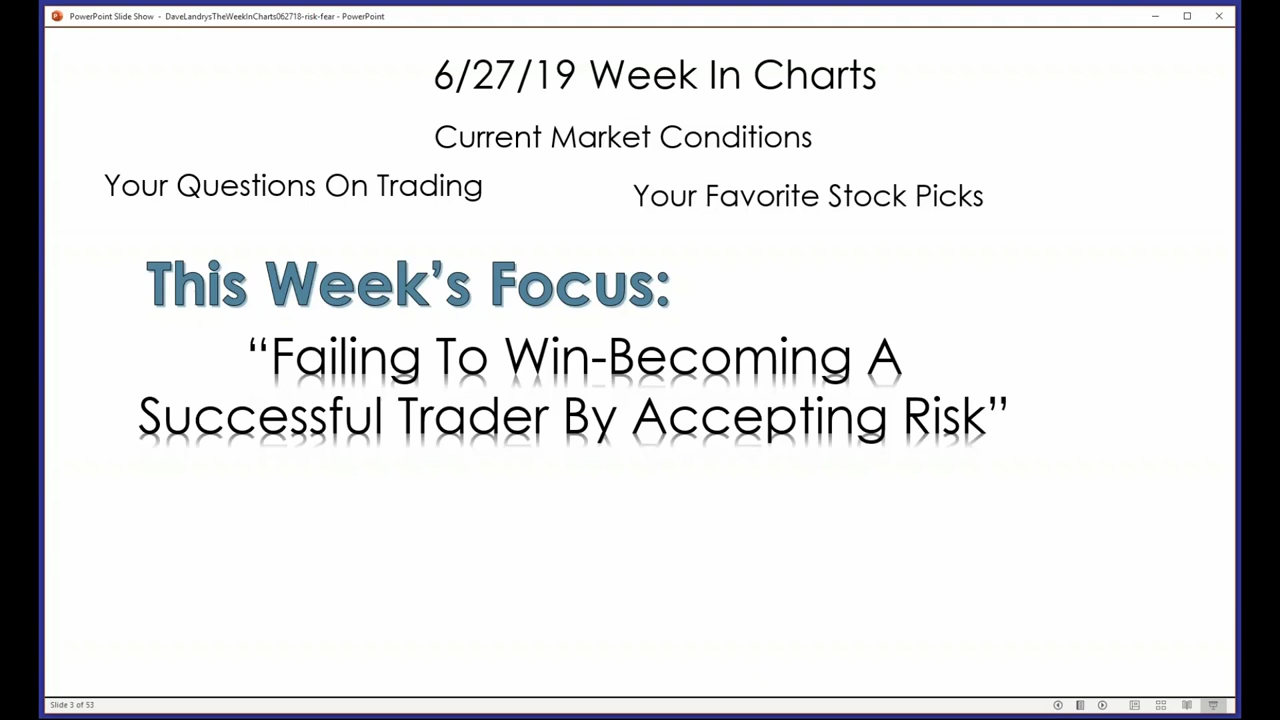 PowerPoint Slide Show - DaveLandrysTheWeekInCharts062718-risk-fear - PowerPoint
6/27/19 Week In Charts
Current Market Conditions
Your Questions On Trading
Your Favorite Stock Picks
This Week’s Focus:
“Failing To Win-Becoming A
Successful Trader By Accepting Risk”
Slide 3 of 53